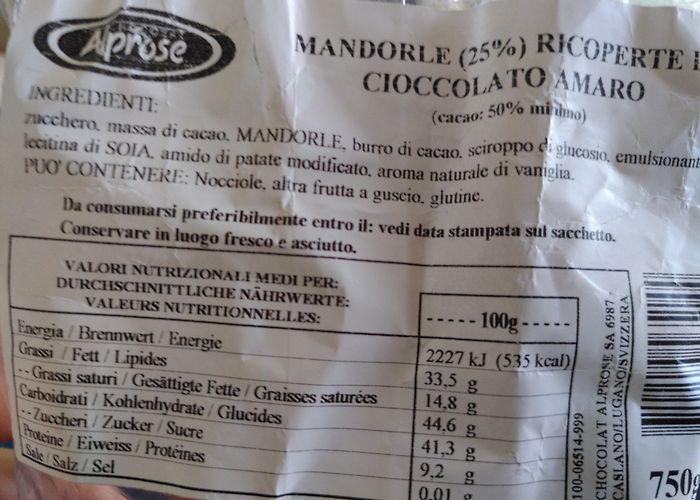 Alprose
MANDORLE (25%) RICOPERTE
CIOCCOLATO AMARO
(cacao: 50% minimo)
INGREDIENTI:
zucchero, massa di cacao, MANDORLE, burro di cacao, sciroppo di glucosio, emulsionant
lecitina di SOIA, amido di patate modificato, aroma naturale di vaniglia.
PUO' CONTENERE: Nocciole, altra frutta a guscio, glutine.
Da consumarsi preferibilmente entro il: vedi data stampata sul sacchetto.
Conservare in luogo fresco e asciutto.
VALORI NUTRIZIONALI MEDI PER:
DURCHSCHNITTLICHE NÄHRWERTE:
VALEURS NUTRITIONNELLES:
-----100g-----
Energia / Brennwert / Energie 2227 kJ (535 kcal)
Grassi / Fett / Lipides 33,5 g
--Grassi saturi / Gesättigte Fette / Graisses saturées 14,8 g
Carboidrati / Kohlenhydrate / Glucides 44,6 g
--Zuccheri / Zucker / Sucre 41,3 g
Proteine / Eiweiss / Protéines 9,2 g
Sale / Salz / Sel 0,01 g
100-06514-999
CHOCOLAT ALPROSE SA 6987 -
CASLANO/LUGANO/SVIZZERA
750g